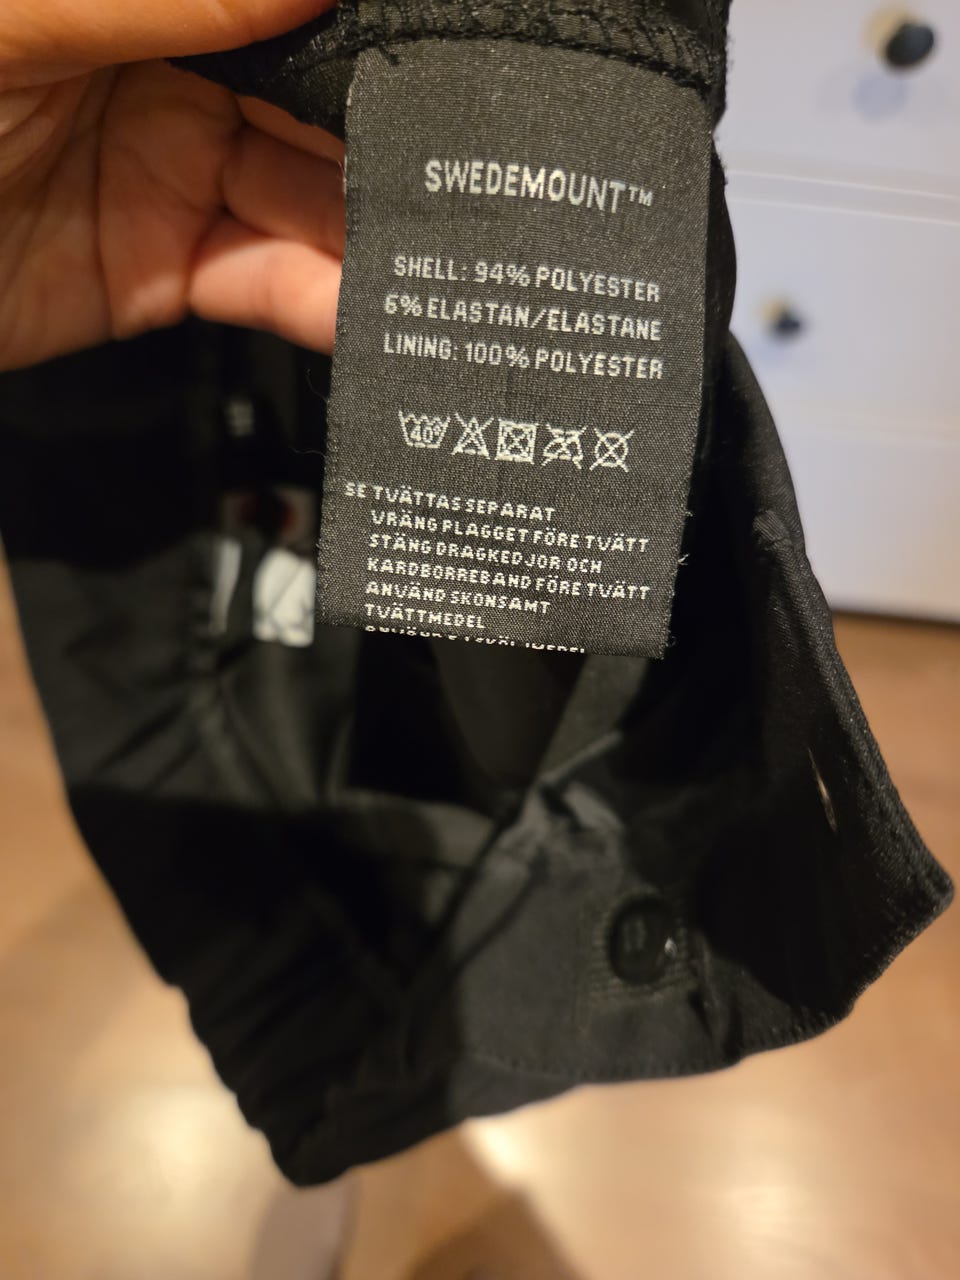 SWEDEMOUNT™
SHELL: 94% POLYESTER
6% ELASTAN/ELASTANE
LINING: 100% POLYESTER
40°
SE TVÄTTAS SEPARAT
VRÄNG PLAGGET FÖRE TVÄTT
STÄNG DRAGKEDJOR OCH
KARDBORREBAND FÖRE TVÄTT
ANVÄND SKONSAMT
TVÄTTMEDEL